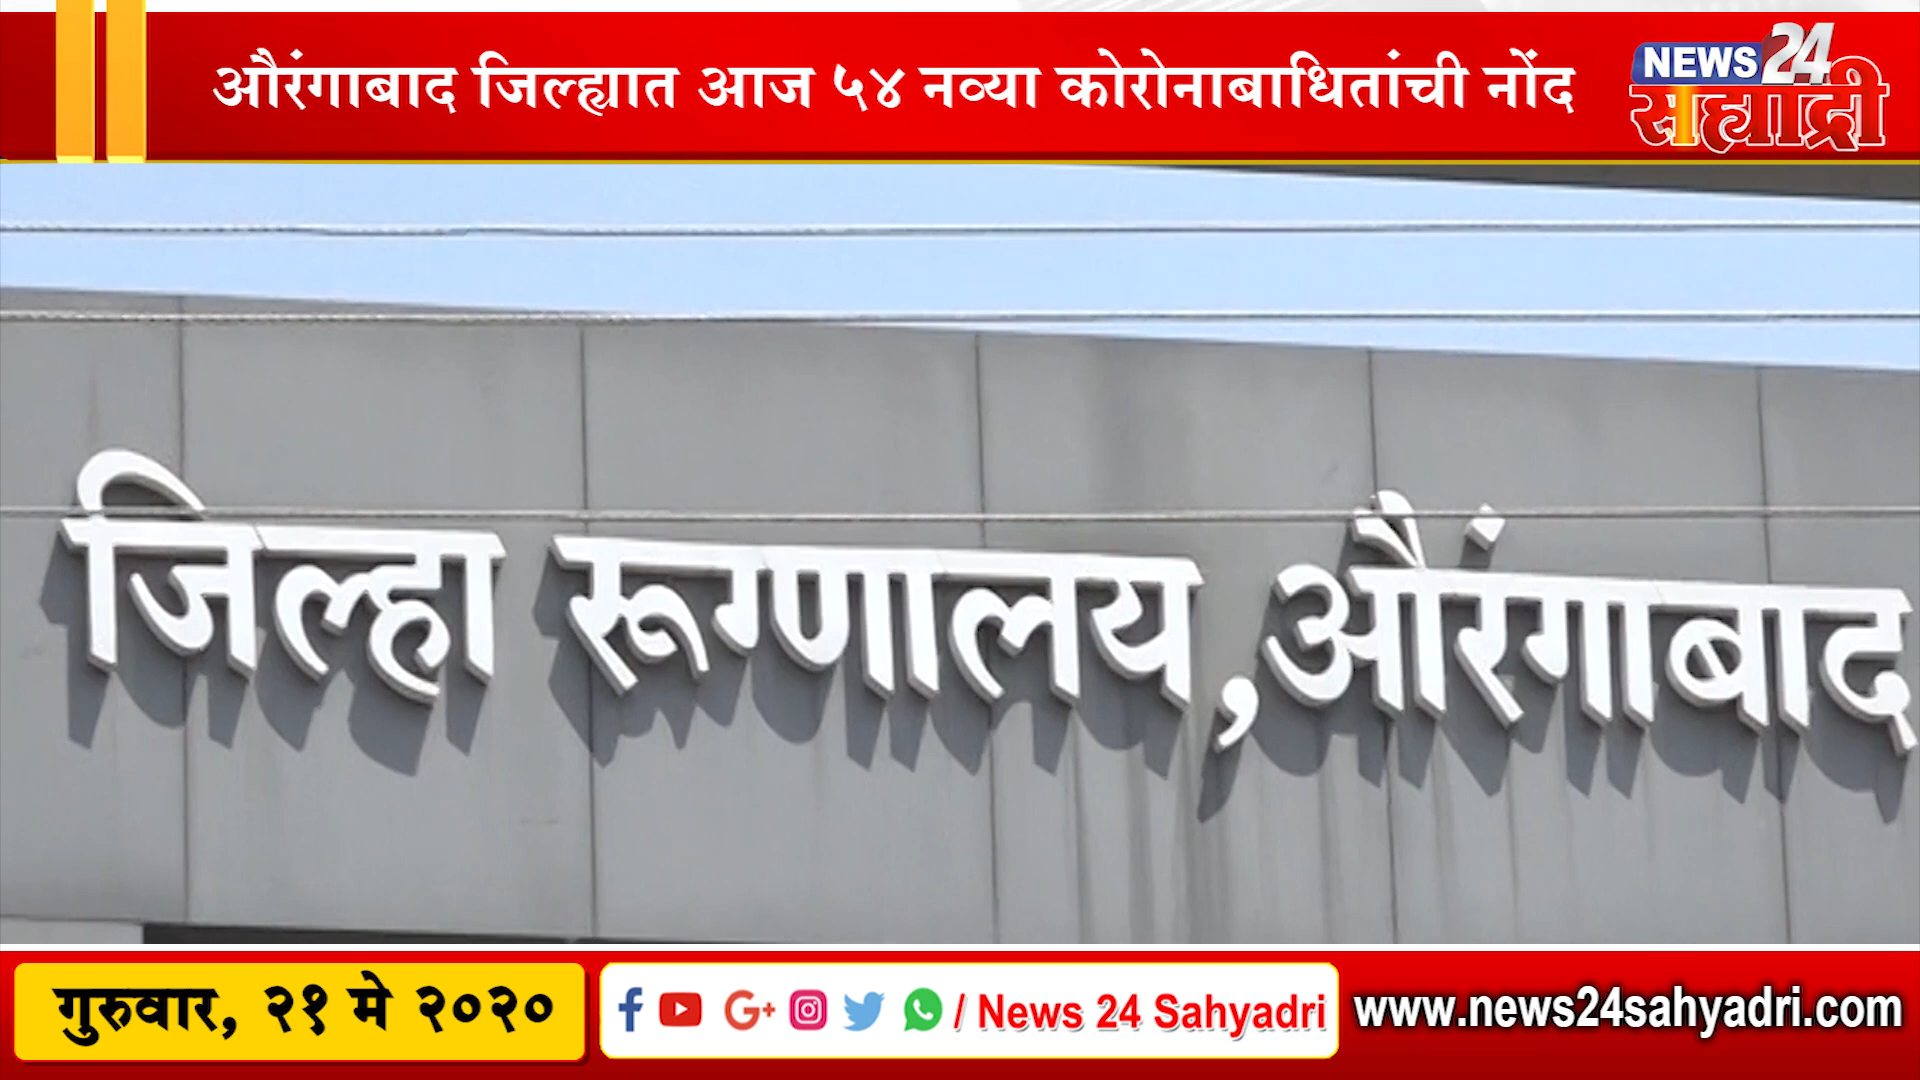 औरंगाबाद जिल्ह्यात आज ५४ नव्या कोरोनाबाधितांची नोंद
NEWS 24
सह्याद्री
जिल्हा रूग्णालय,औरंगाबाद
गुरुवार, २१ मे २०२०
/ News 24 Sahyadri
www.news24sahyadri.com